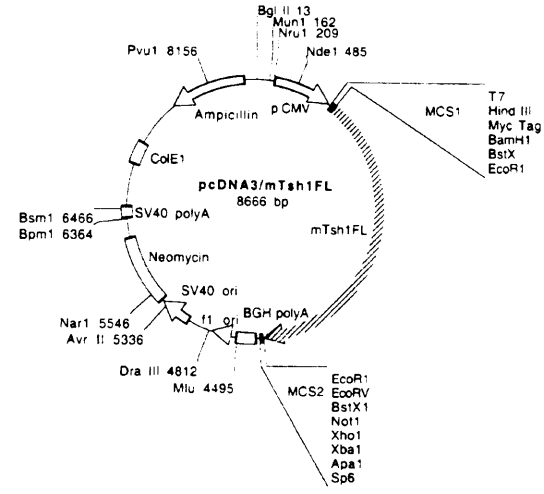 Bgl II 13
Mun1 162
Nru1 209
Nde1 485
Pvu1 8156
Ampicillin
pCMV
MCS1
T7
Hind III
Myc Tag
BamH1
BstX
EcoR1
ColE1
pcDNA3/mTsh1FL
8666 bp
mTsh1FL
Bsm1 6466
Bpm1 6364
SV40 polyA
Neomycin
SV40 ori
f1 ori
BGH polyA
Nar1 5546
Avr II 5336
Dra III 4812
Mlu 4495
MCS2
EcoR1
EcoRV
BstX1
Not1
Xho1
Xba1
Apa1
Sp6